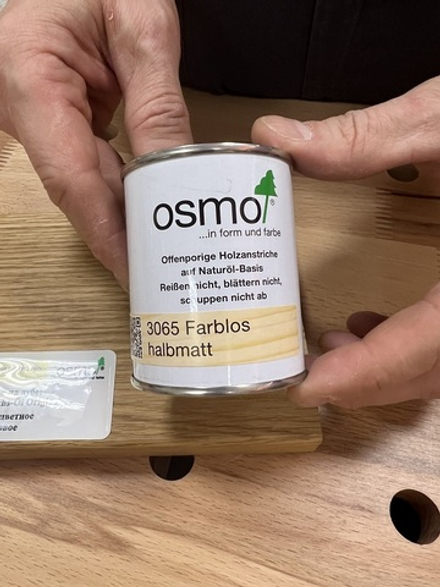 osmo®
...in form und farbe
Offenporige Holzanstriche
auf Naturöl-Basis
Reißen nicht, blättern nicht,
schuppen nicht ab
3065 Farblos
halbmatt
osmo